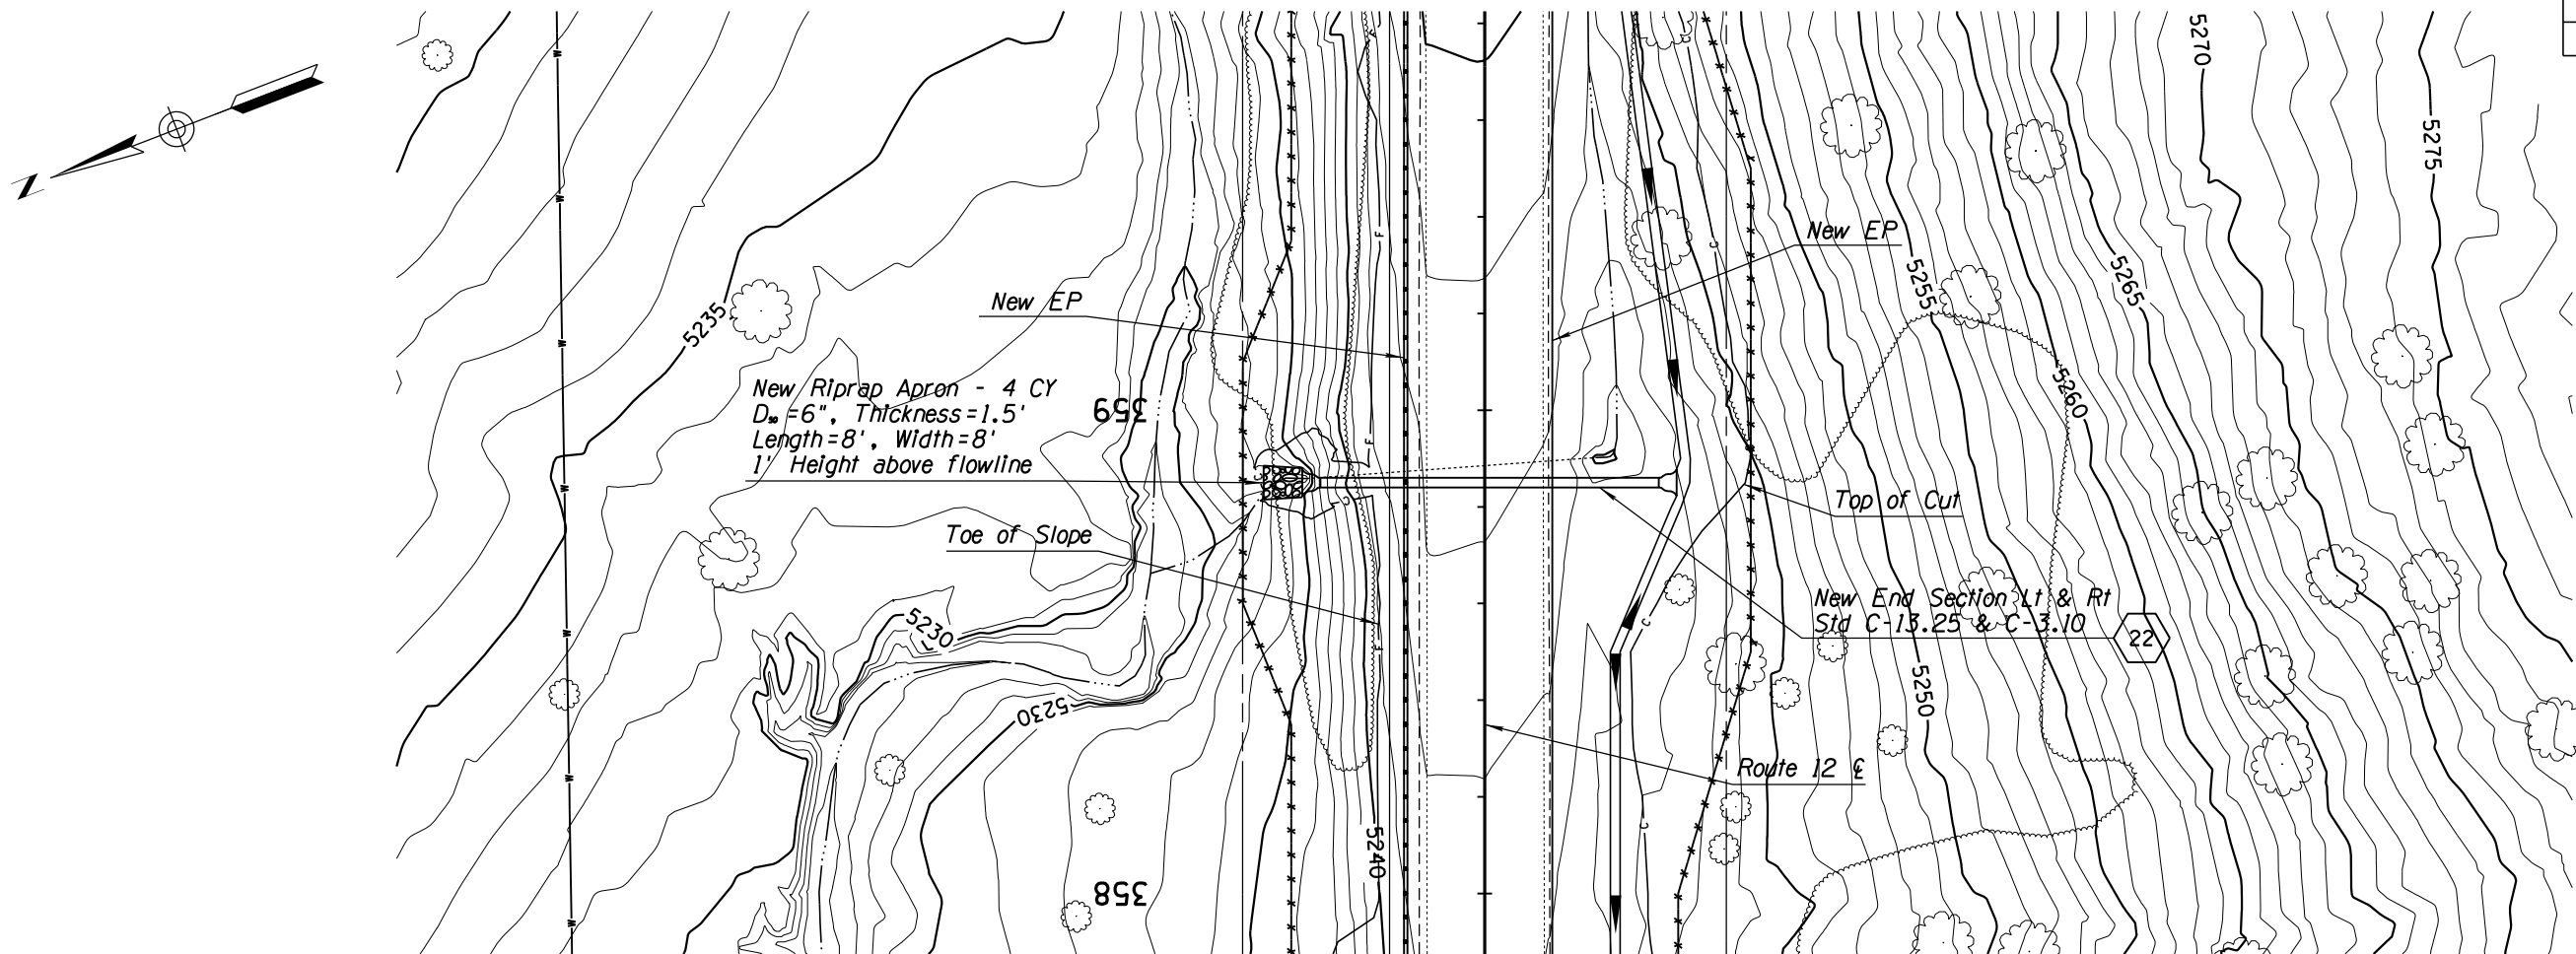 N
5270
5275
New EP
New EP
5255
5265
5235
5260
New Riprap Apron - 4 CY
D₅₀=6", Thickness=1.5'
Length=8', Width=8'
1' Height above flowline
359
Top of Cut
Toe of Slope
New End Section Lt & Rt
Std C-13.25 & C-3.10
22
5230
5230
5250
Route 12 ℄
5240
358
W
W
W
W
W
W
W
F
F
F
F
C
C
C
C
C
C